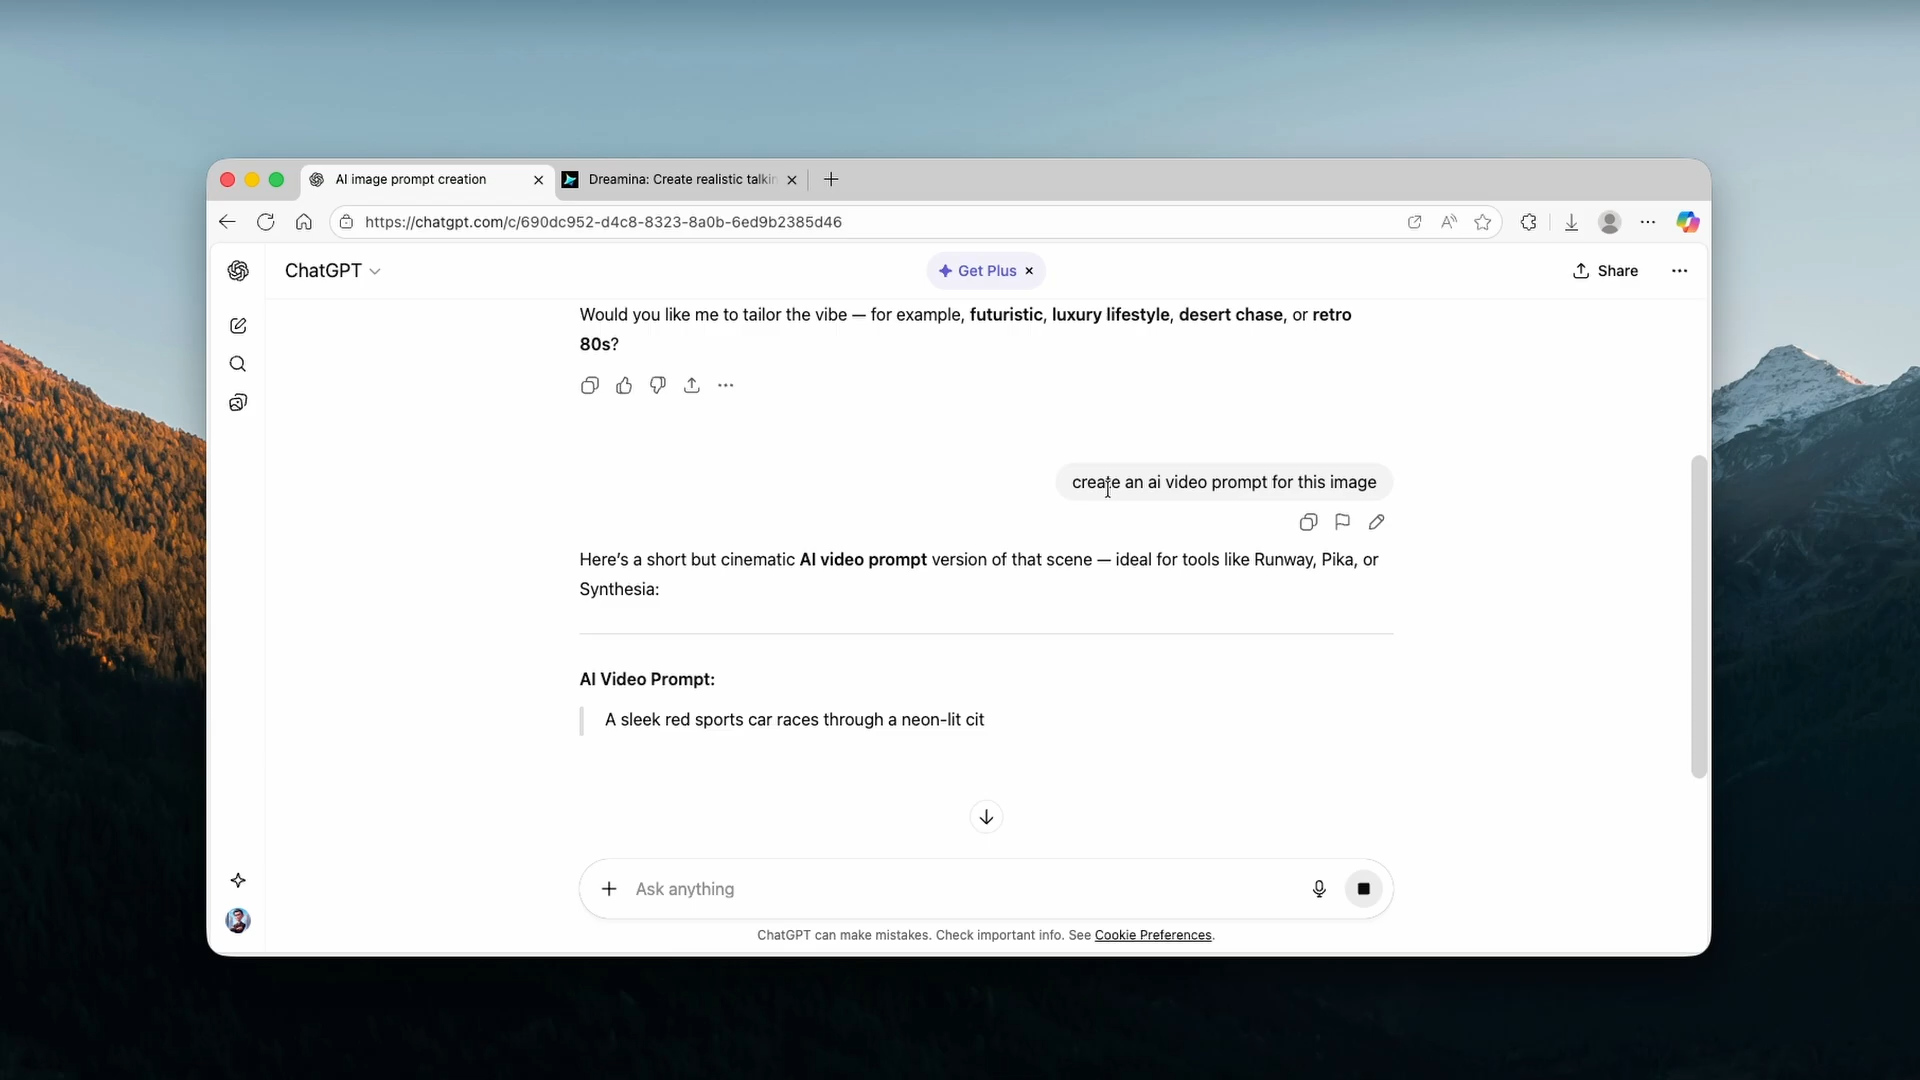 AI image prompt creation
Dreamina: Create realistic talkin
https://chatgpt.com/c/690dc952-d4c8-8323-8a0b-6ed9b2385d46
ChatGPT
Get Plus
Share
Would you like me to tailor the vibe — for example, futuristic, luxury lifestyle, desert chase, or retro
80s?
create an ai video prompt for this image
Here's a short but cinematic AI video prompt version of that scene — ideal for tools like Runway, Pika, or
Synthesia:
AI Video Prompt:
A sleek red sports car races through a neon-lit cit
Ask anything
ChatGPT can make mistakes. Check important info. See Cookie Preferences.